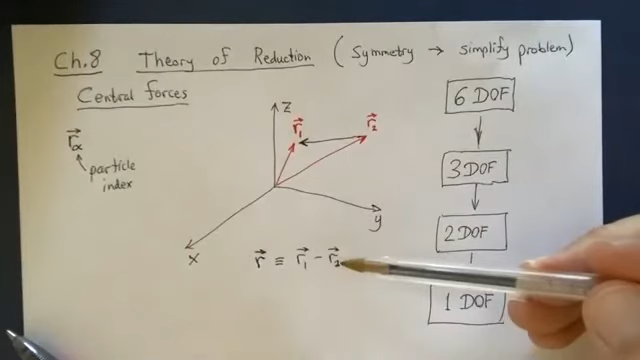 Ch.8 Theory of Reduction (Symmetry → simplify problem)
Central forces
r⃗α
particle
index
z
r⃗1
r⃗2
y
x
r⃗ ≡ r⃗1 − r⃗2
6 DOF
3 DOF
2 DOF
1 DOF